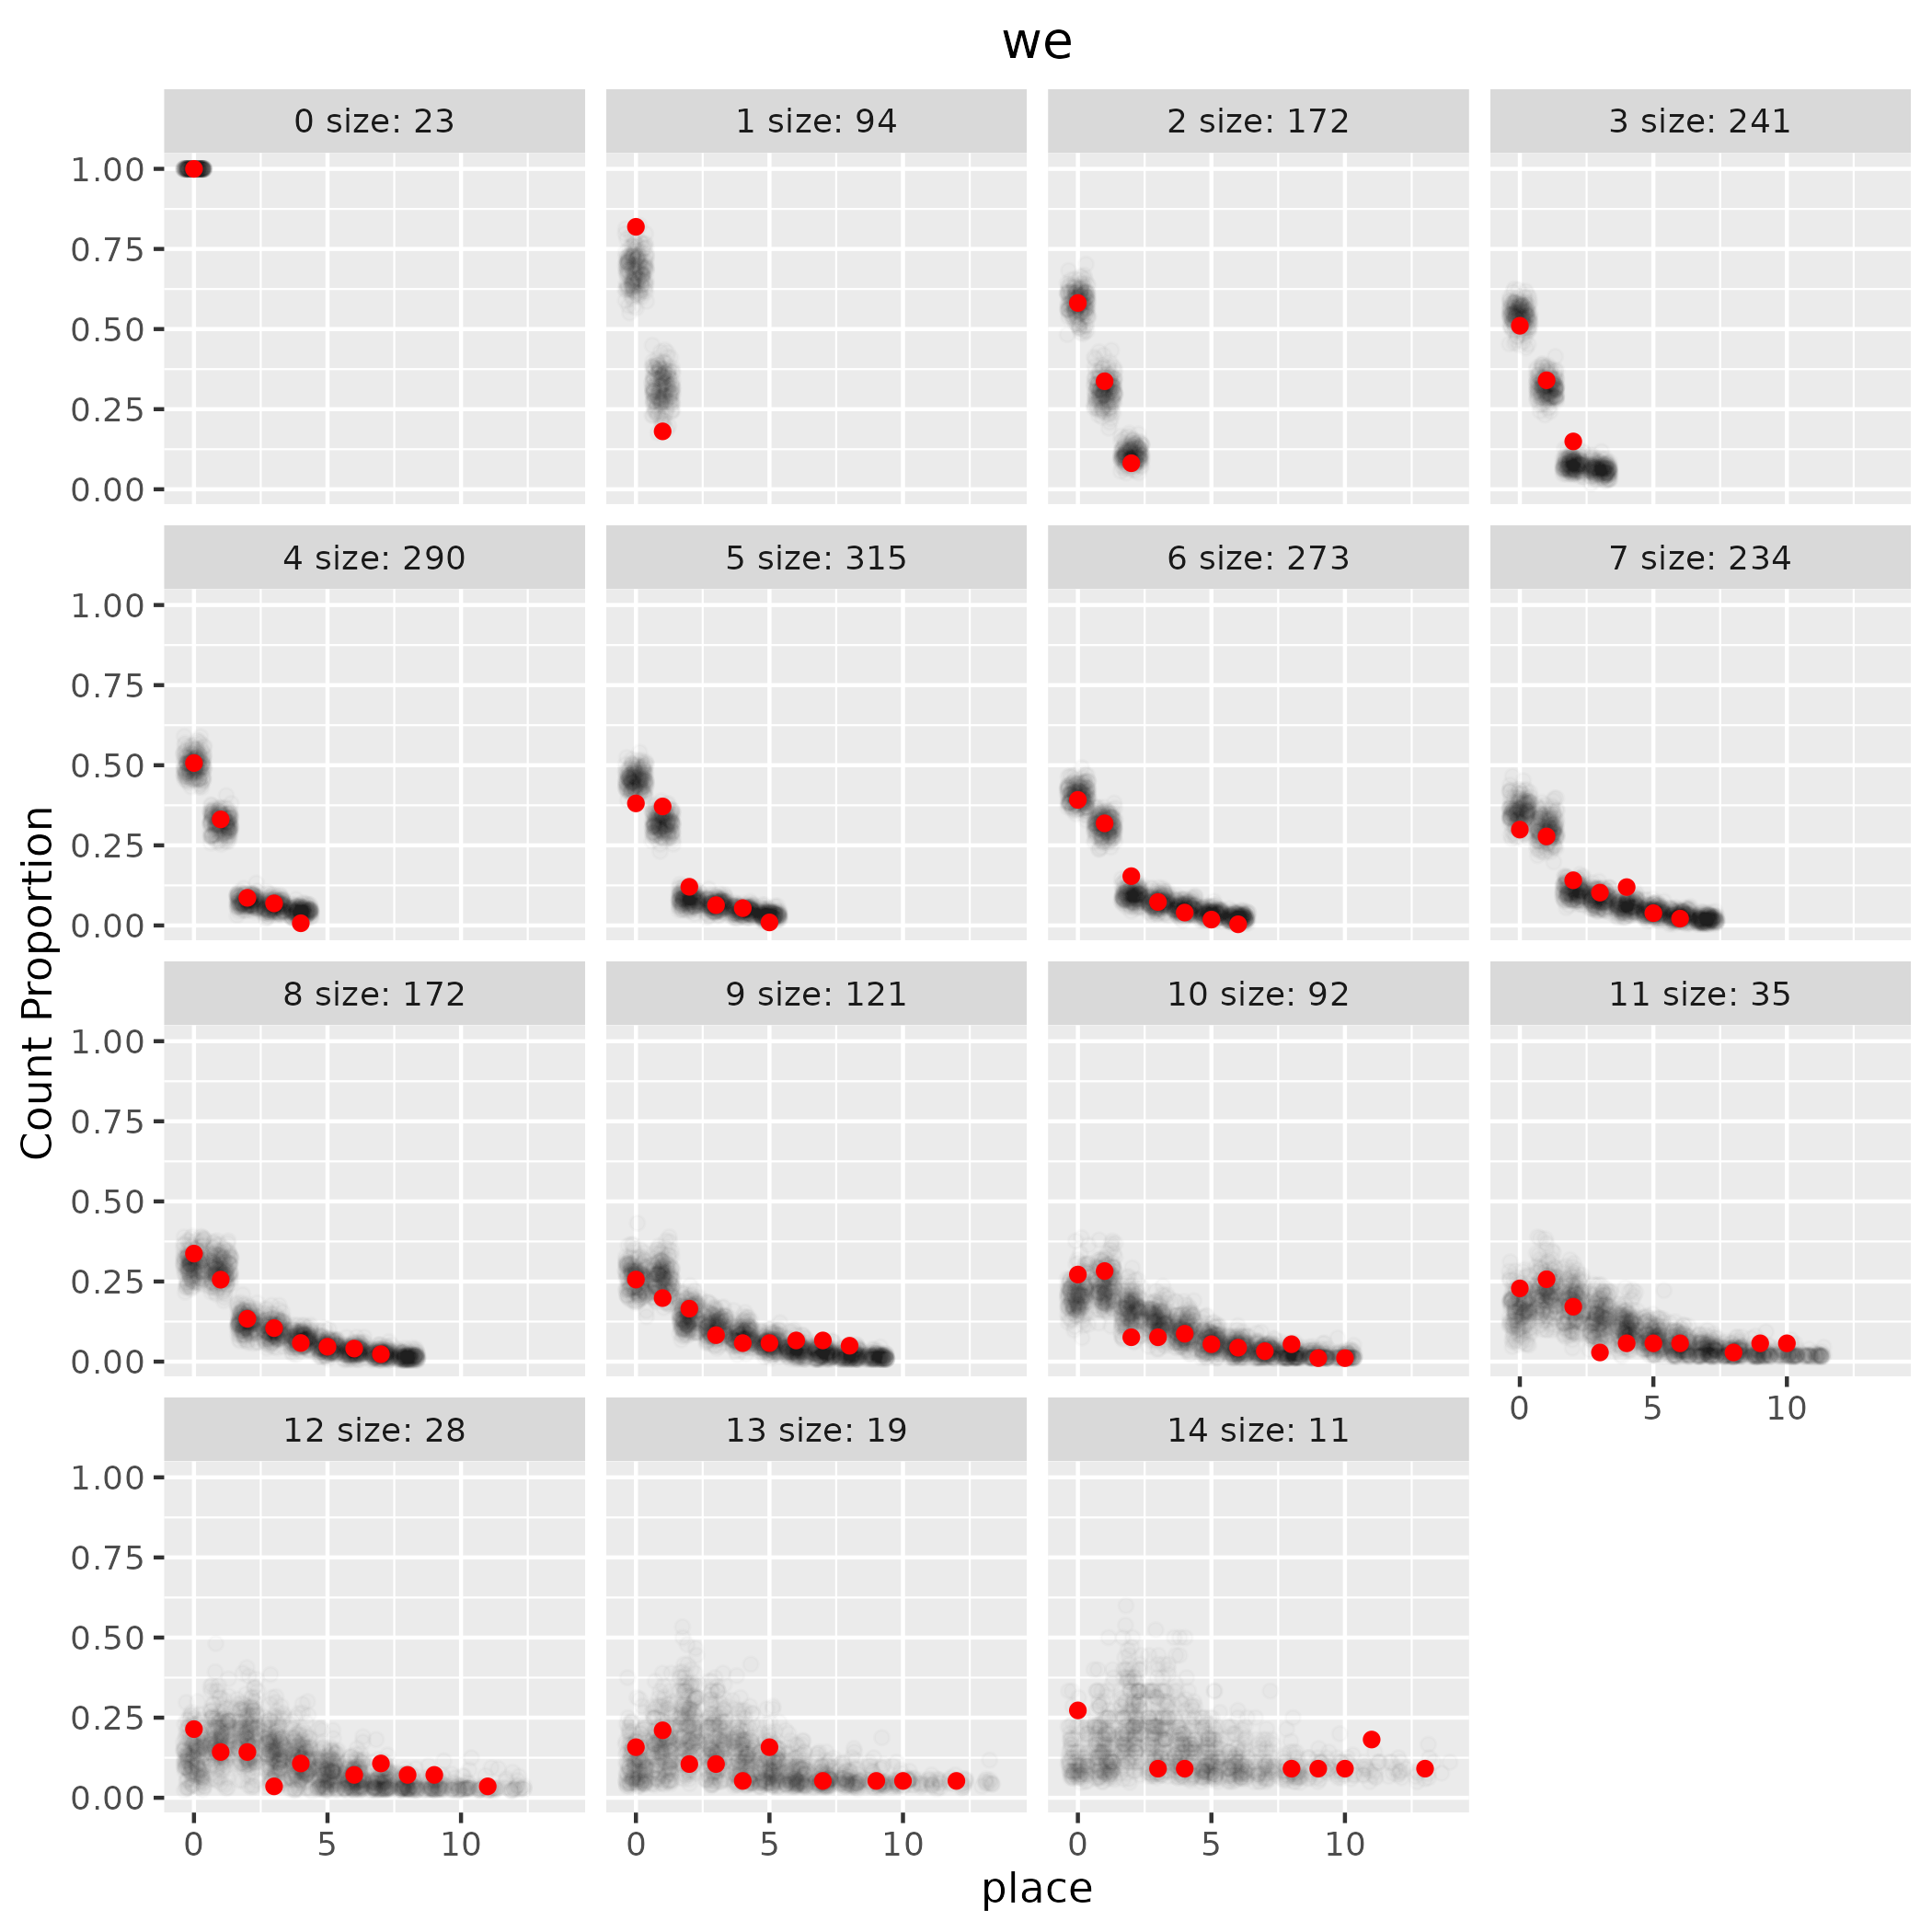 we
0 size: 23
1 size: 94
2 size: 172
3 size: 241
1.00
0.75
0.50
0.25
0.00
4 size: 290
5 size: 315
6 size: 273
7 size: 234
1.00
0.75
0.50
0.25
0.00
Count Proportion
8 size: 172
9 size: 121
10 size: 92
11 size: 35
1.00
0.75
0.50
0.25
0.00
0 5 10
12 size: 28
13 size: 19
14 size: 11
1.00
0.75
0.50
0.25
0.00
0 5 10
0 5 10
0 5 10
place